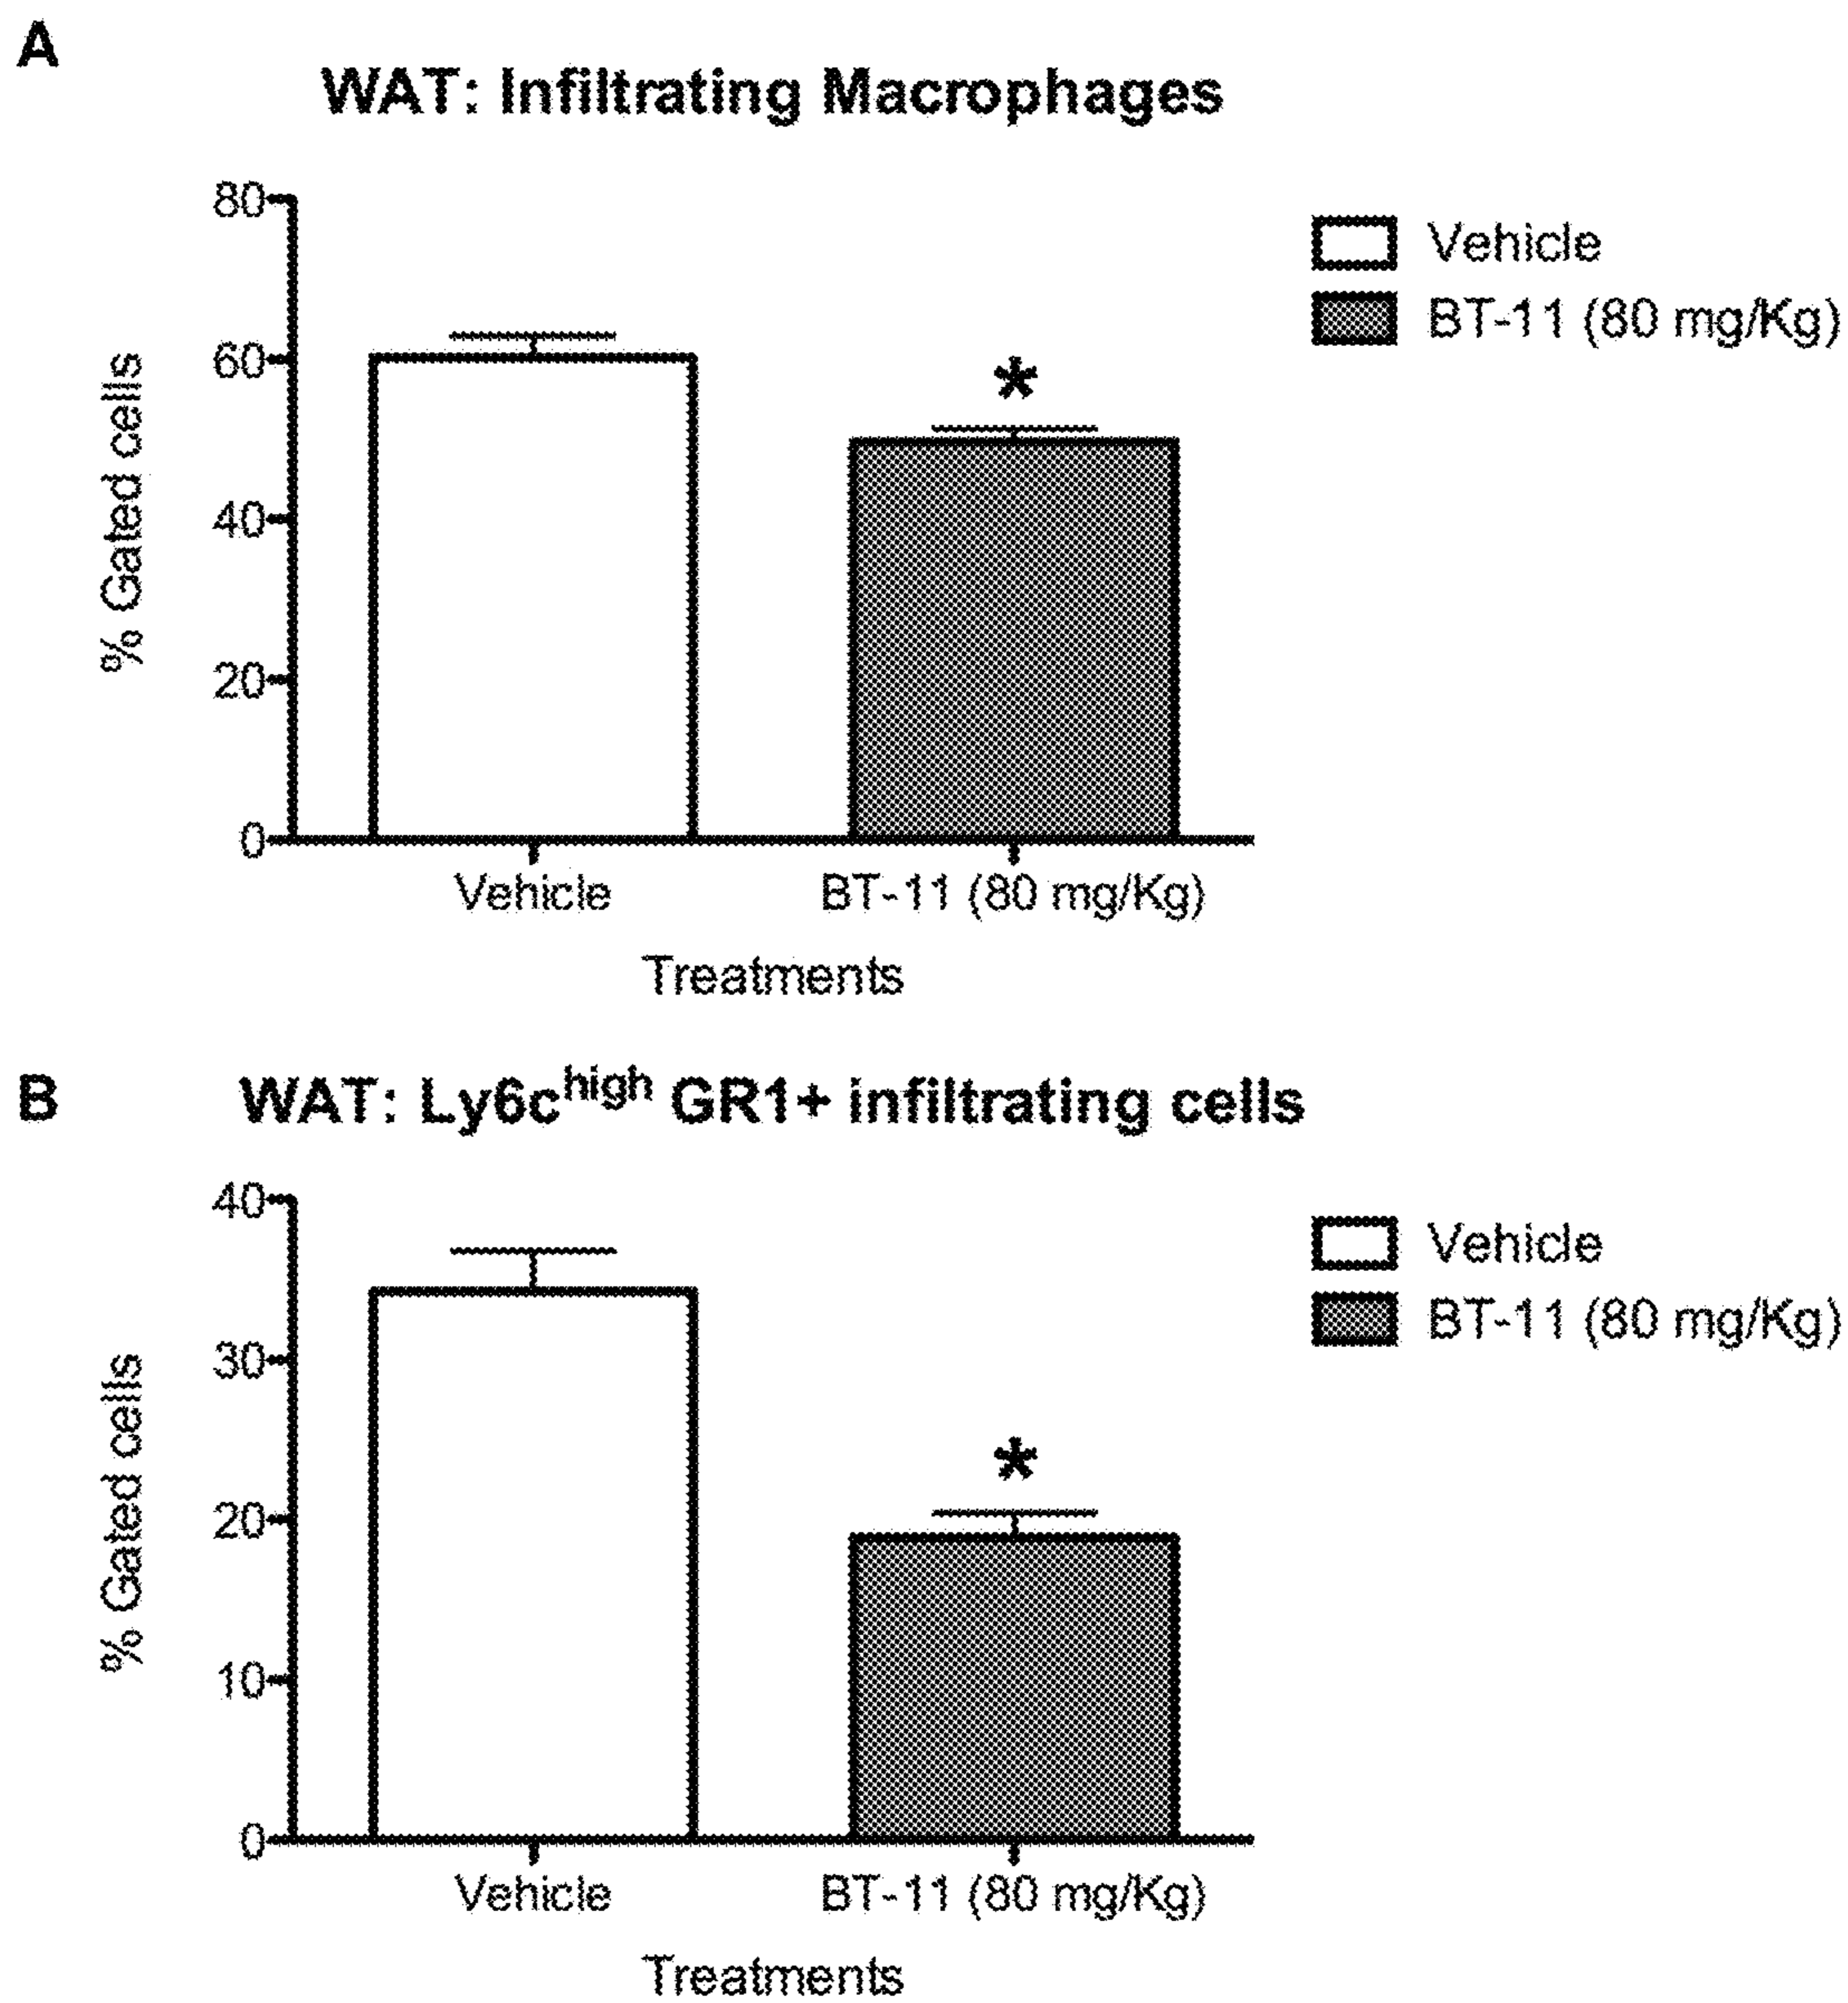 A
WAT: Infiltrating Macrophages
80
60
40
20
0
% Gated cells
*
Vehicle
BT-11 (80 mg/Kg)
Vehicle
BT-11 (80 mg/Kg)
Treatments
B
WAT: Ly6c^high GR1+ infiltrating cells
40
30
20
10
0
% Gated cells
*
Vehicle
BT-11 (80 mg/Kg)
Vehicle
BT-11 (80 mg/Kg)
Treatments